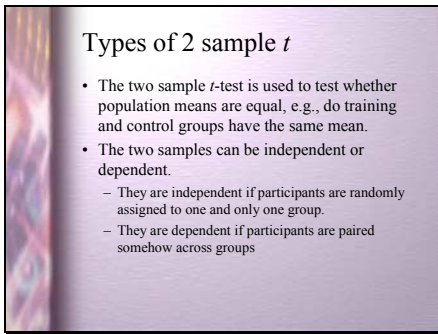 Types of 2 sample t
• The two sample t-test is used to test whether
population means are equal, e.g., do training
and control groups have the same mean.
• The two samples can be independent or
dependent.
– They are independent if participants are randomly
assigned to one and only one group.
– They are dependent if participants are paired
somehow across groups